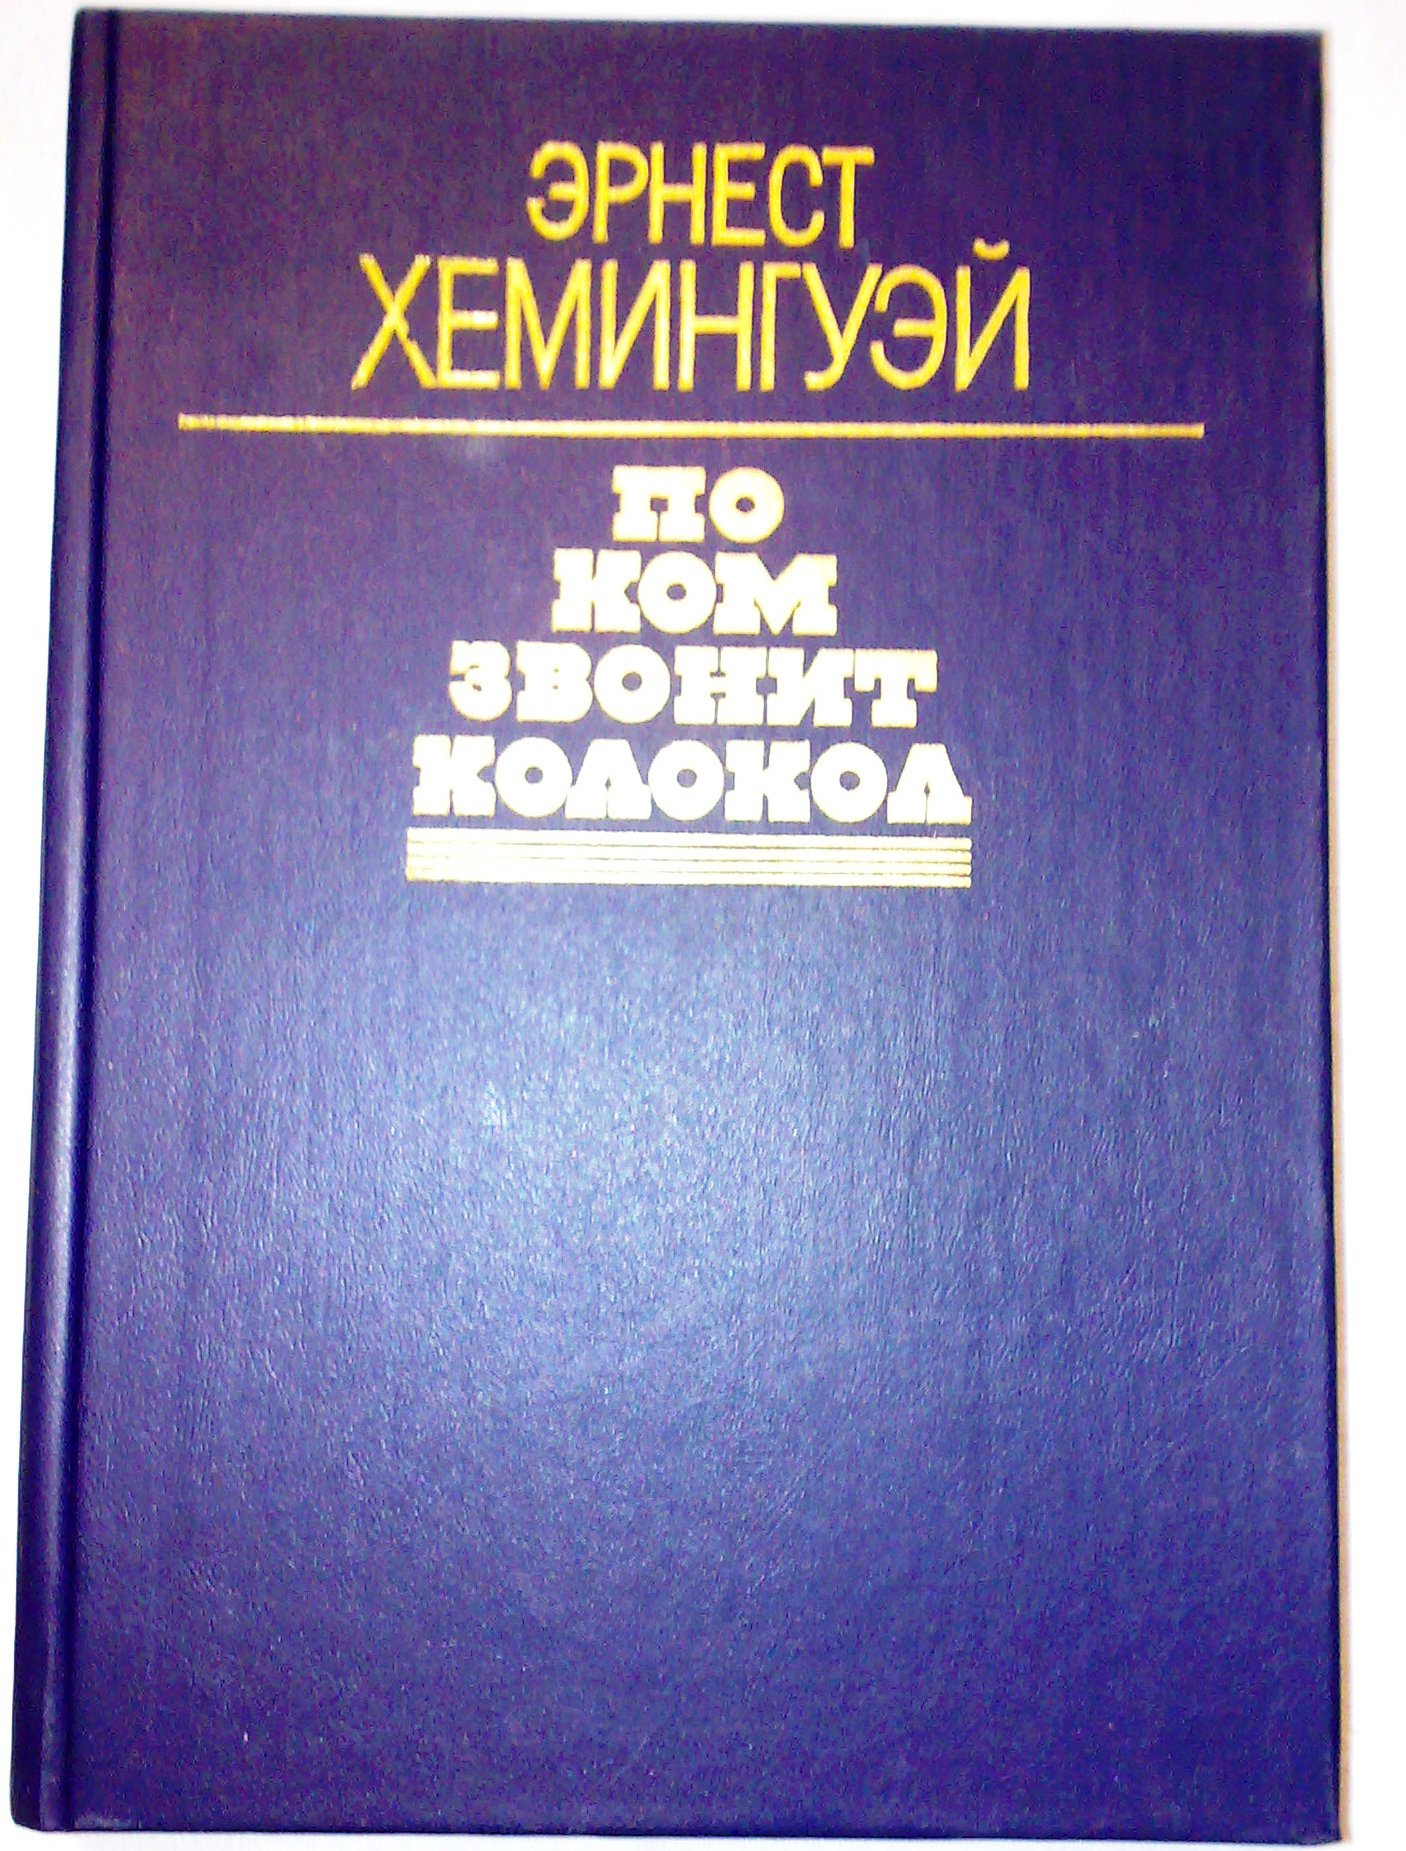 ЭРНЕСТ
ХЕМИНГУЭЙ
ПО
КОМ
ЗВОНИТ
КОЛОКОЛ